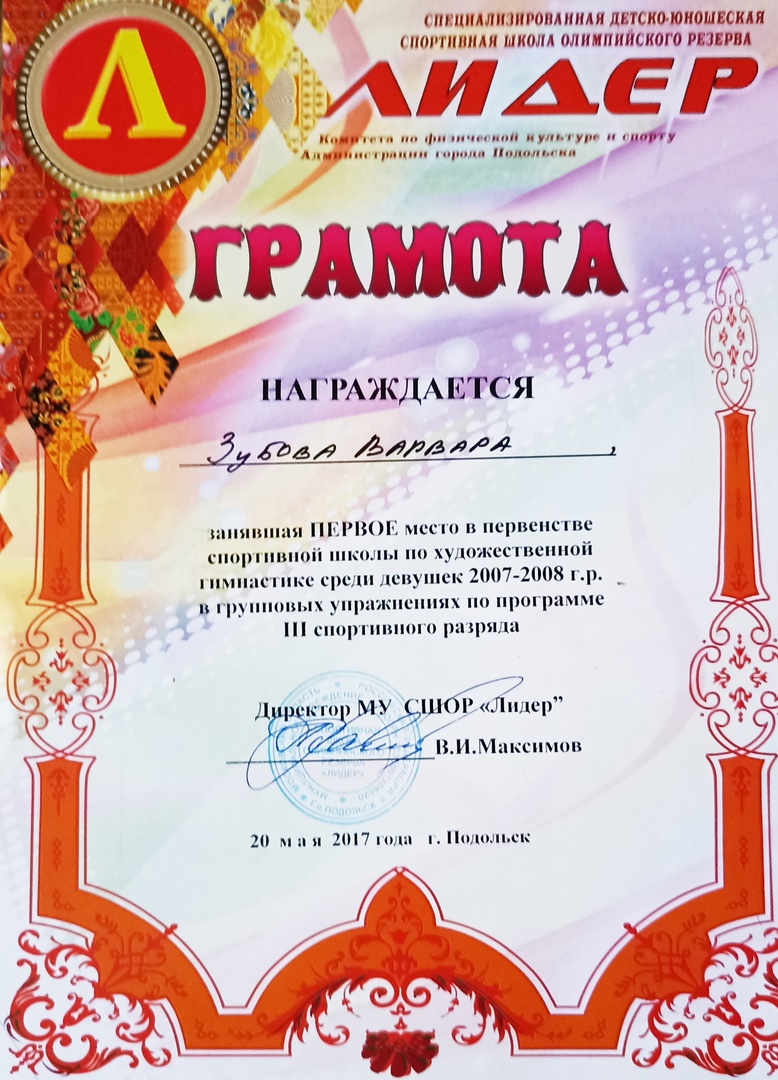 Л
СПЕЦИАЛИЗИРОВАННАЯ ДЕТСКО-ЮНОШЕСКАЯ
СПОРТИВНАЯ ШКОЛА ОЛИМПИЙСКОГО РЕЗЕРВА
ЛИДЕР
Комитета по физической культуре и спорту
Администрации города Подольска
ГРАМОТА
НАГРАЖДАЕТСЯ
Зубова Варвара,
занявшая ПЕРВОЕ место в первенстве
спортивной школы по художественной
гимнастике среди девушек 2007-2008 г.р.
в групповых упражнениях по программе
III спортивного разряда
Директор МУ СШОР «Лидер”
В.И.Максимов
«ЛИДЕР»
20 мая 2017 года г. Подольск